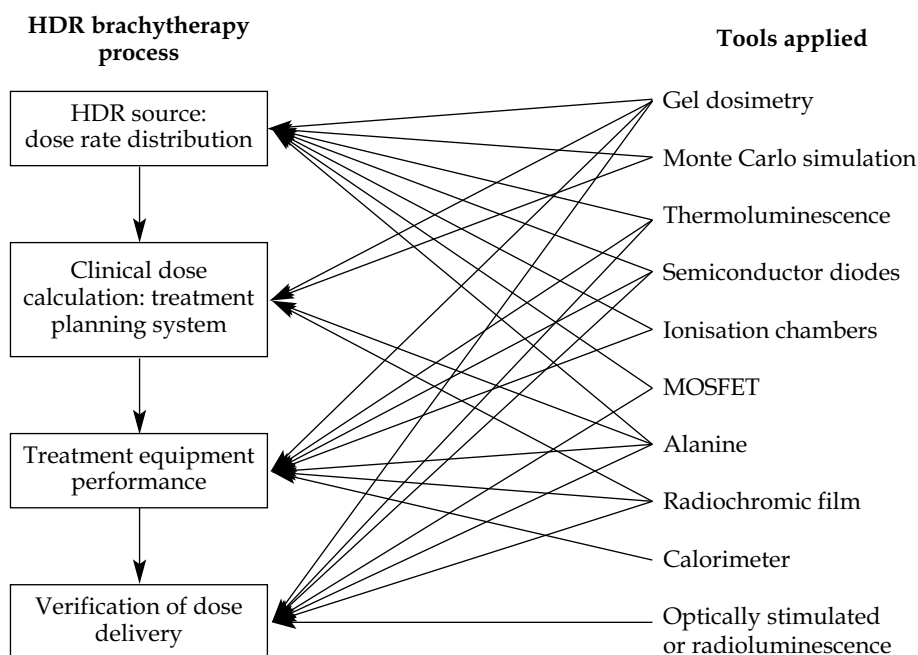 HDR brachytherapy
process
HDR source:
dose rate distribution
Clinical dose
calculation: treatment
planning system
Treatment equipment
performance
Verification of dose
delivery
Tools applied
Gel dosimetry
Monte Carlo simulation
Thermoluminescence
Semiconductor diodes
Ionisation chambers
MOSFET
Alanine
Radiochromic film
Calorimeter
Optically stimulated
or radioluminescence